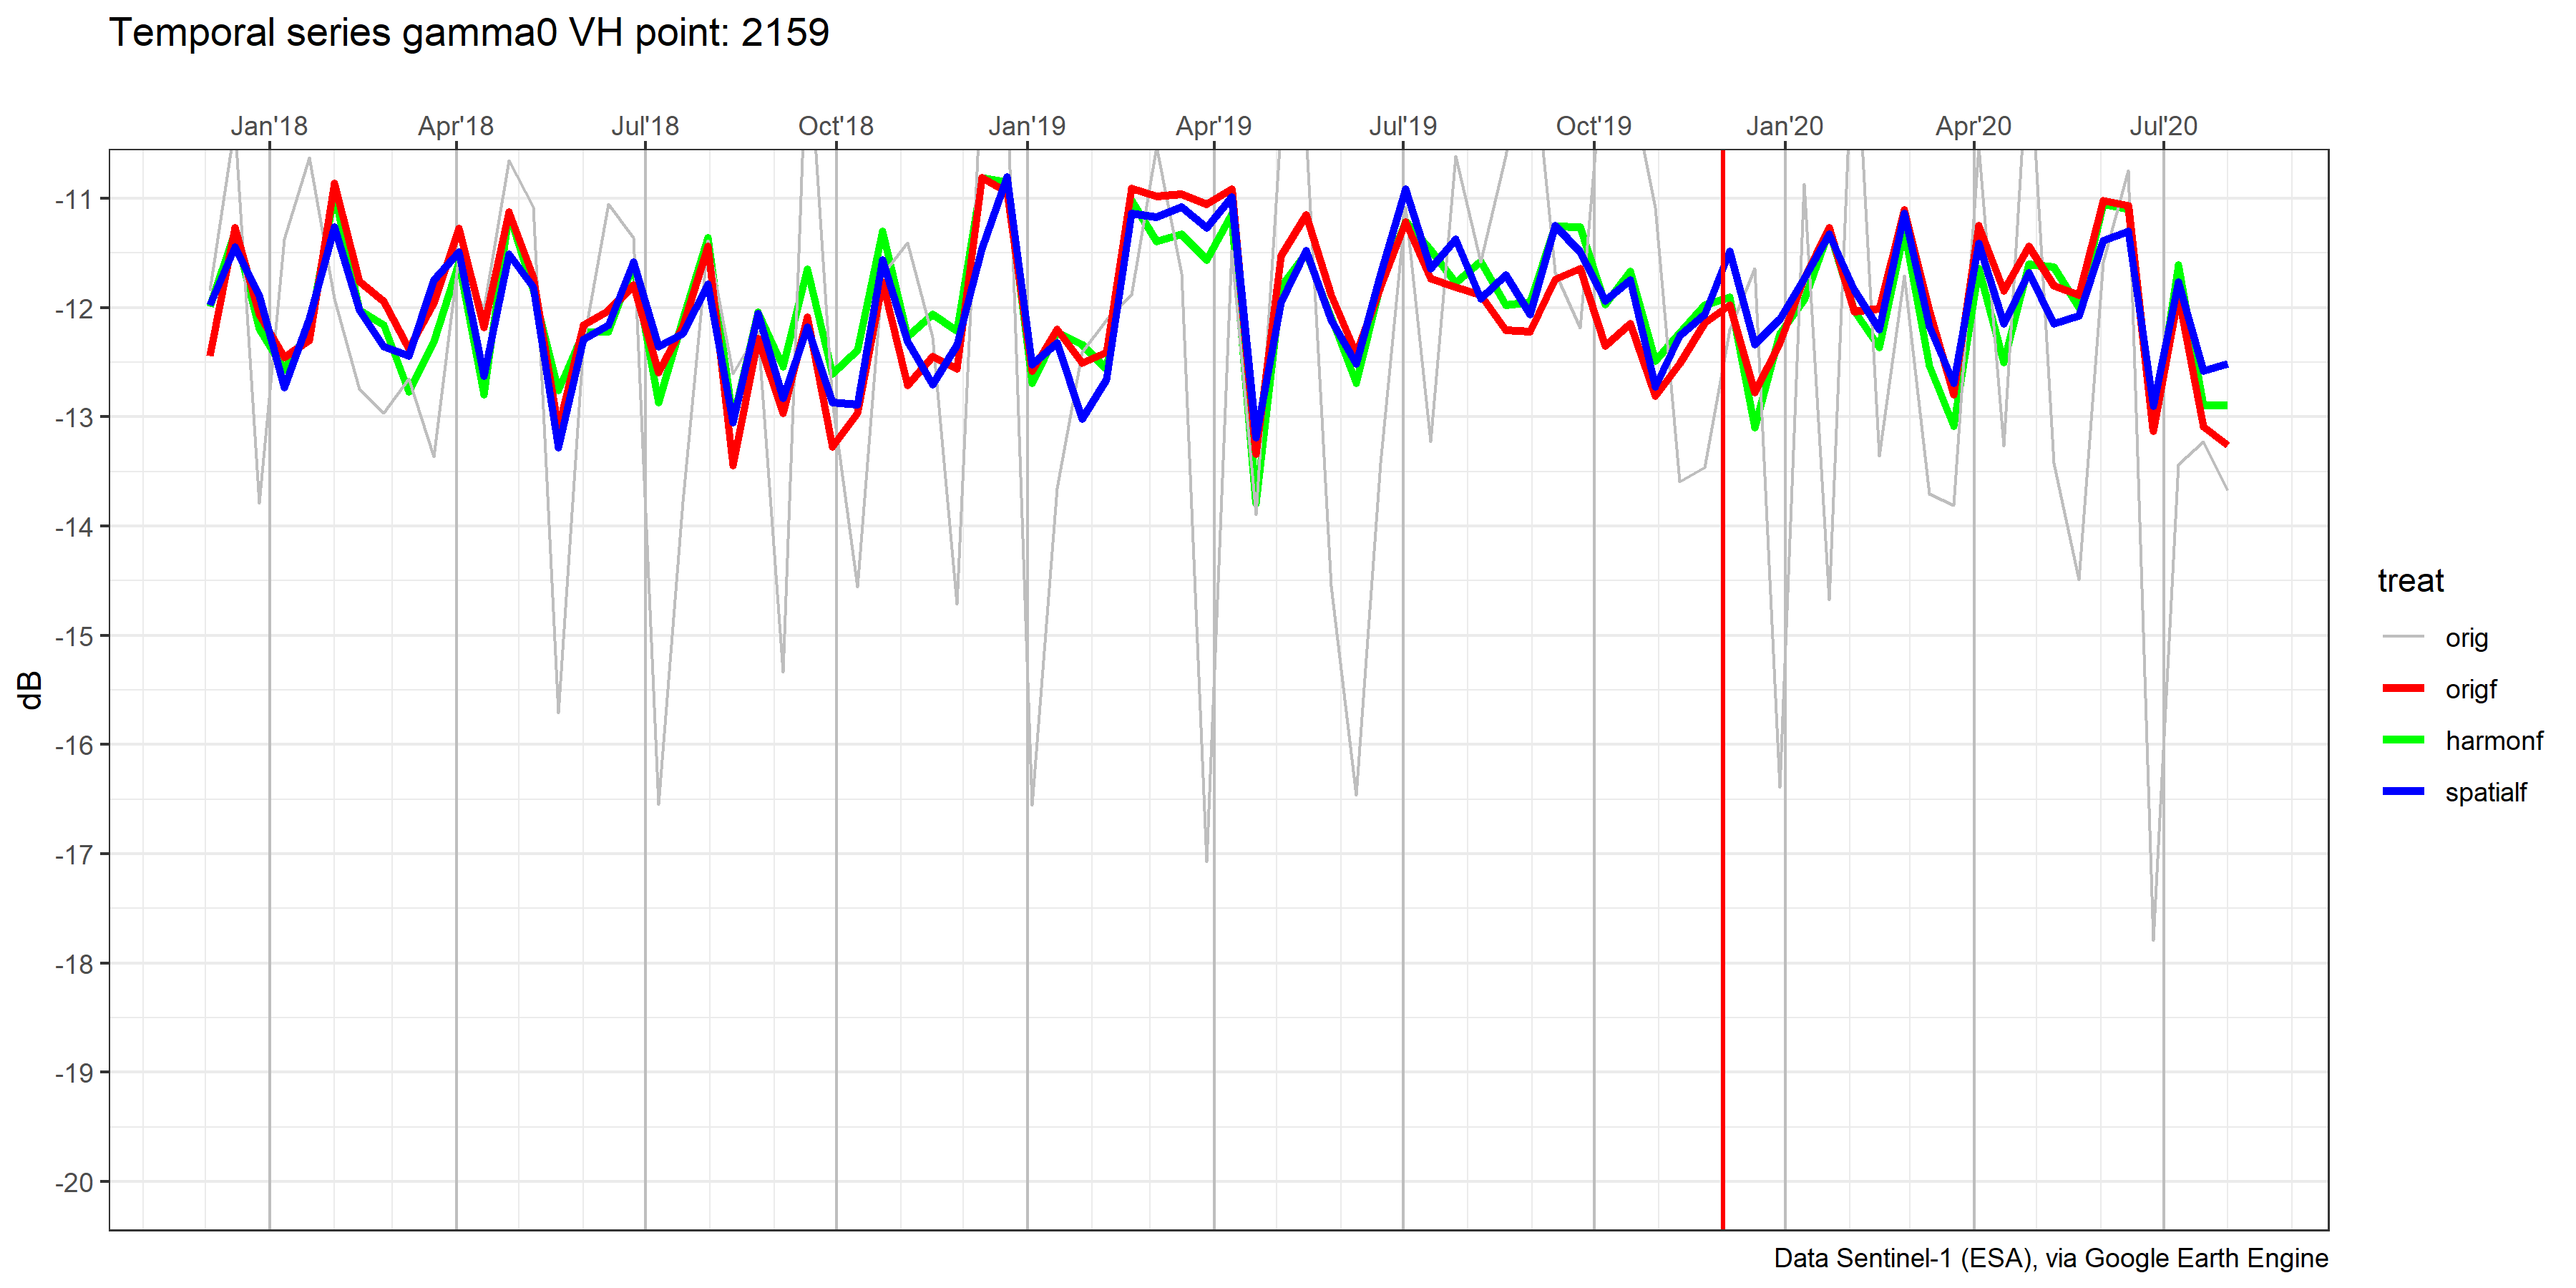 Temporal series gamma0 VH point: 2159
Jan'18 Apr'18 Jul'18 Oct'18 Jan'19 Apr'19 Jul'19 Oct'19 Jan'20 Apr'20 Jul'20
-11
-12
-13
-14
-15
-16
-17
-18
-19
-20
dB
treat
orig
origf
harmonf
spatialf
Data Sentinel-1 (ESA), via Google Earth Engine